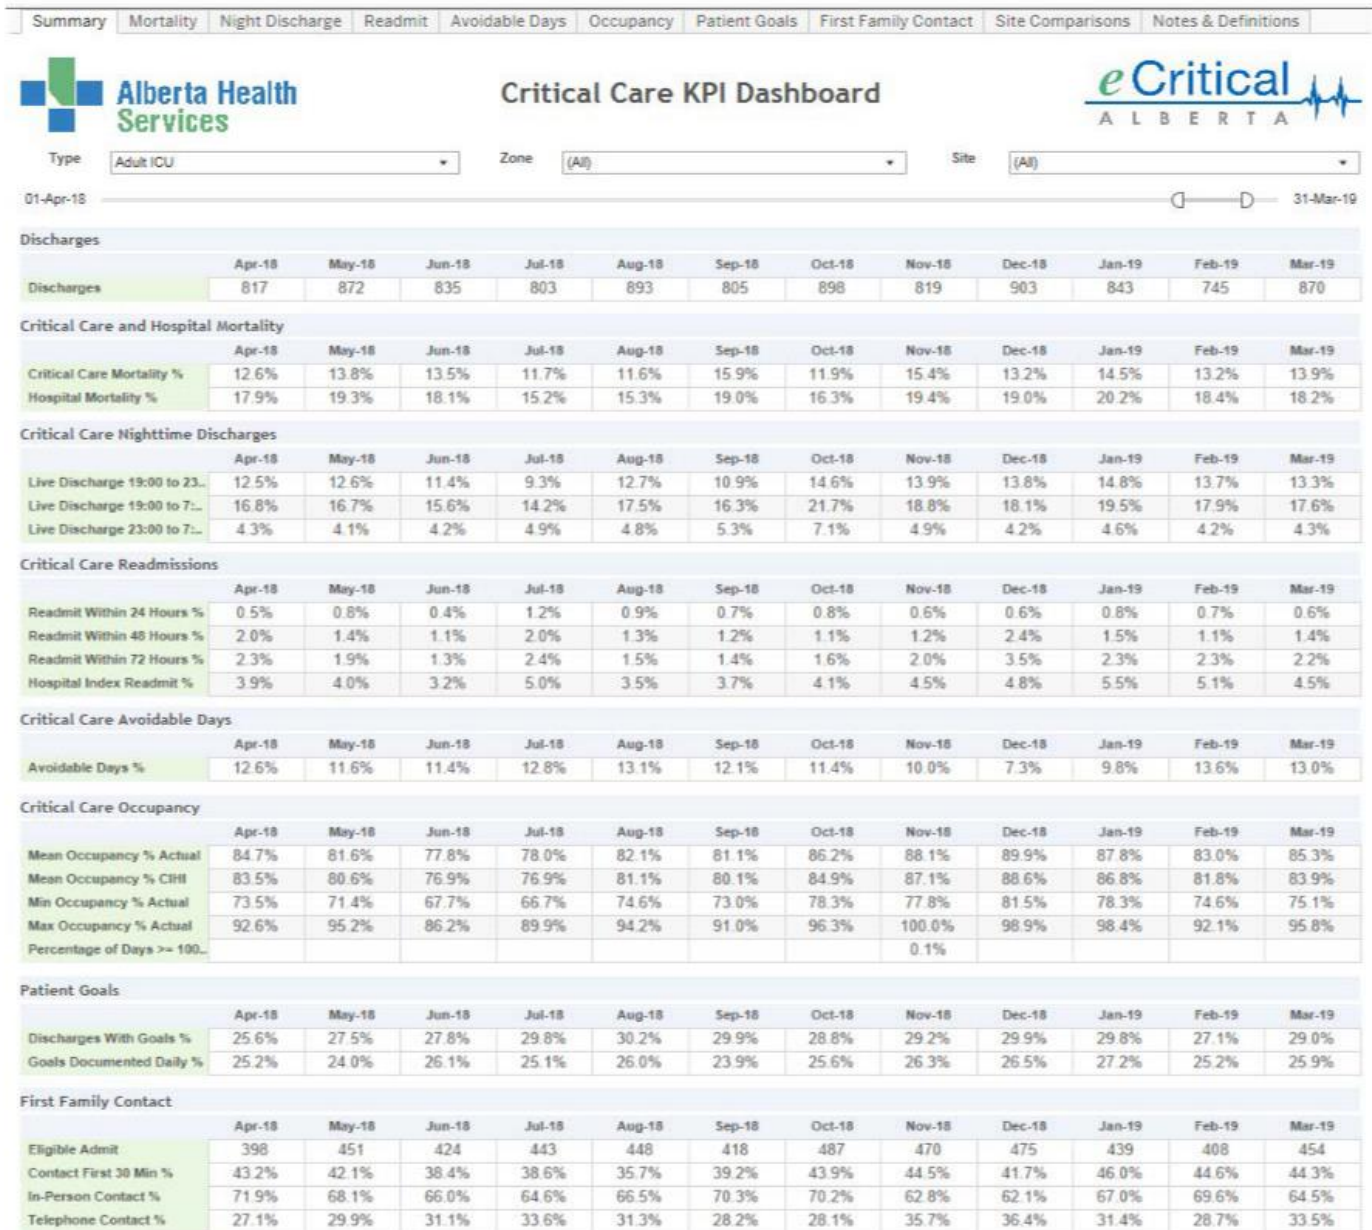 Summary Mortality Night Discharge Readmit Avoidable Days Occupancy Patient Goals First Family Contact Site Comparisons Notes & Definitions
Alberta Health
Services
Critical Care KPI Dashboard
eCritical
ALBERTA
Type Adult ICU Zone (All) Site (All)
01-Apr-18 31-Mar-19
Discharges
Apr-18 May-18 Jun-18 Jul-18 Aug-18 Sep-18 Oct-18 Nov-18 Dec-18 Jan-19 Feb-19 Mar-19
Discharges 817 872 835 803 893 805 898 819 903 843 745 870
Critical Care and Hospital Mortality
Apr-18 May-18 Jun-18 Jul-18 Aug-18 Sep-18 Oct-18 Nov-18 Dec-18 Jan-19 Feb-19 Mar-19
Critical Care Mortality % 12.6% 13.8% 13.5% 11.7% 11.6% 15.9% 11.9% 15.4% 13.2% 14.5% 13.2% 13.9%
Hospital Mortality % 17.9% 19.3% 18.1% 15.2% 15.3% 19.0% 16.3% 19.4% 19.0% 20.2% 18.4% 18.2%
Critical Care Nighttime Discharges
Apr-18 May-18 Jun-18 Jul-18 Aug-18 Sep-18 Oct-18 Nov-18 Dec-18 Jan-19 Feb-19 Mar-19
Live Discharge 19:00 to 23.. 12.5% 12.6% 11.4% 9.3% 12.7% 10.9% 14.6% 13.9% 13.8% 14.8% 13.7% 13.3%
Live Discharge 19:00 to 7:.. 16.8% 16.7% 15.6% 14.2% 17.5% 16.3% 21.7% 18.8% 18.1% 19.5% 17.9% 17.6%
Live Discharge 23:00 to 7:.. 4.3% 4.1% 4.2% 4.9% 4.8% 5.3% 7.1% 4.9% 4.2% 4.6% 4.2% 4.3%
Critical Care Readmissions
Apr-18 May-18 Jun-18 Jul-18 Aug-18 Sep-18 Oct-18 Nov-18 Dec-18 Jan-19 Feb-19 Mar-19
Readmit Within 24 Hours % 0.5% 0.8% 0.4% 1.2% 0.9% 0.7% 0.8% 0.6% 0.6% 0.8% 0.7% 0.6%
Readmit Within 48 Hours % 2.0% 1.4% 1.1% 2.0% 1.3% 1.2% 1.1% 1.2% 2.4% 1.5% 1.1% 1.4%
Readmit Within 72 Hours % 2.3% 1.9% 1.3% 2.4% 1.5% 1.4% 1.6% 2.0% 3.5% 2.3% 2.3% 2.2%
Hospital Index Readmit % 3.9% 4.0% 3.2% 5.0% 3.5% 3.7% 4.1% 4.5% 4.8% 5.5% 5.1% 4.5%
Critical Care Avoidable Days
Apr-18 May-18 Jun-18 Jul-18 Aug-18 Sep-18 Oct-18 Nov-18 Dec-18 Jan-19 Feb-19 Mar-19
Avoidable Days % 12.6% 11.6% 11.4% 12.8% 13.1% 12.1% 11.4% 10.0% 7.3% 9.8% 13.6% 13.0%
Critical Care Occupancy
Apr-18 May-18 Jun-18 Jul-18 Aug-18 Sep-18 Oct-18 Nov-18 Dec-18 Jan-19 Feb-19 Mar-19
Mean Occupancy % Actual 84.7% 81.6% 77.8% 78.0% 82.1% 81.1% 86.2% 88.1% 89.9% 87.8% 83.0% 85.3%
Mean Occupancy % CIHI 83.5% 80.6% 76.9% 76.9% 81.1% 80.1% 84.9% 87.1% 88.6% 86.8% 81.8% 83.9%
Min Occupancy % Actual 73.5% 71.4% 67.7% 66.7% 74.6% 73.0% 78.3% 77.8% 81.5% 78.3% 74.6% 75.1%
Max Occupancy % Actual 92.6% 95.2% 86.2% 89.9% 94.2% 91.0% 96.3% 100.0% 98.9% 98.4% 92.1% 95.8%
Percentage of Days >= 100.. 0.1%
Patient Goals
Apr-18 May-18 Jun-18 Jul-18 Aug-18 Sep-18 Oct-18 Nov-18 Dec-18 Jan-19 Feb-19 Mar-19
Discharges With Goals % 25.6% 27.5% 27.8% 29.8% 30.2% 29.9% 28.8% 29.2% 29.9% 29.8% 27.1% 29.0%
Goals Documented Daily % 25.2% 24.0% 26.1% 25.1% 26.0% 23.9% 25.6% 26.3% 26.5% 27.2% 25.2% 25.9%
First Family Contact
Apr-18 May-18 Jun-18 Jul-18 Aug-18 Sep-18 Oct-18 Nov-18 Dec-18 Jan-19 Feb-19 Mar-19
Eligible Admit 398 451 424 443 448 418 487 470 475 439 408 454
Contact First 30 Min % 43.2% 42.1% 38.4% 38.6% 35.7% 39.2% 43.9% 44.5% 41.7% 46.0% 44.6% 44.3%
In-Person Contact % 71.9% 68.1% 66.0% 64.6% 66.5% 70.3% 70.2% 62.8% 62.1% 67.0% 69.6% 64.5%
Telephone Contact % 27.1% 29.9% 31.1% 33.6% 31.3% 28.2% 28.1% 35.7% 36.4% 31.4% 28.7% 33.5%